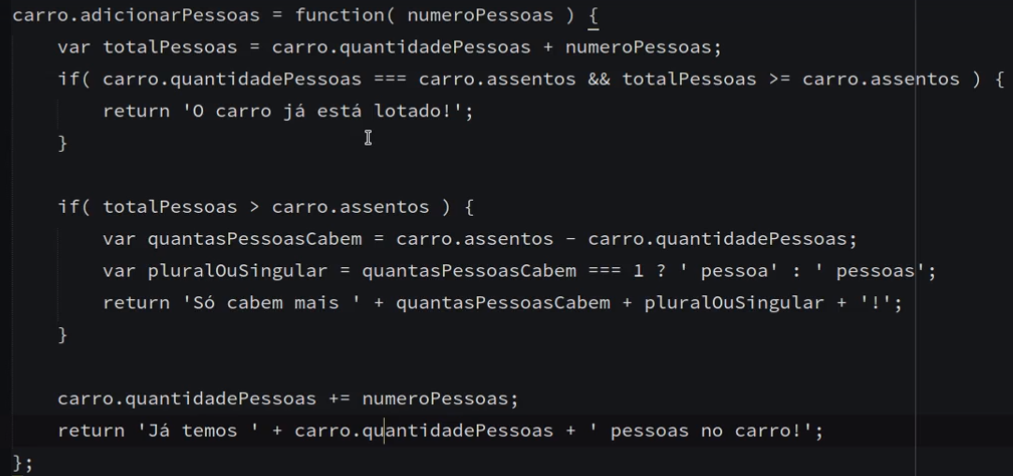 carro.adicionarPessoas = function( numeroPessoas ) {
    var totalPessoas = carro.quantidadePessoas + numeroPessoas;
    if( carro.quantidadePessoas === carro.assentos && totalPessoas >= carro.assentos ) {
        return 'O carro já está lotado!';
    }
    if( totalPessoas > carro.assentos ) {
        var quantasPessoasCabem = carro.assentos - carro.quantidadePessoas;
        var pluralOuSingular = quantasPessoasCabem === 1 ? ' pessoa' : ' pessoas';
        return 'Só cabem mais ' + quantasPessoasCabem + pluralOuSingular + '!';
    }
    carro.quantidadePessoas += numeroPessoas;
    return 'Já temos ' + carro.quantidadePessoas + ' pessoas no carro!';
};